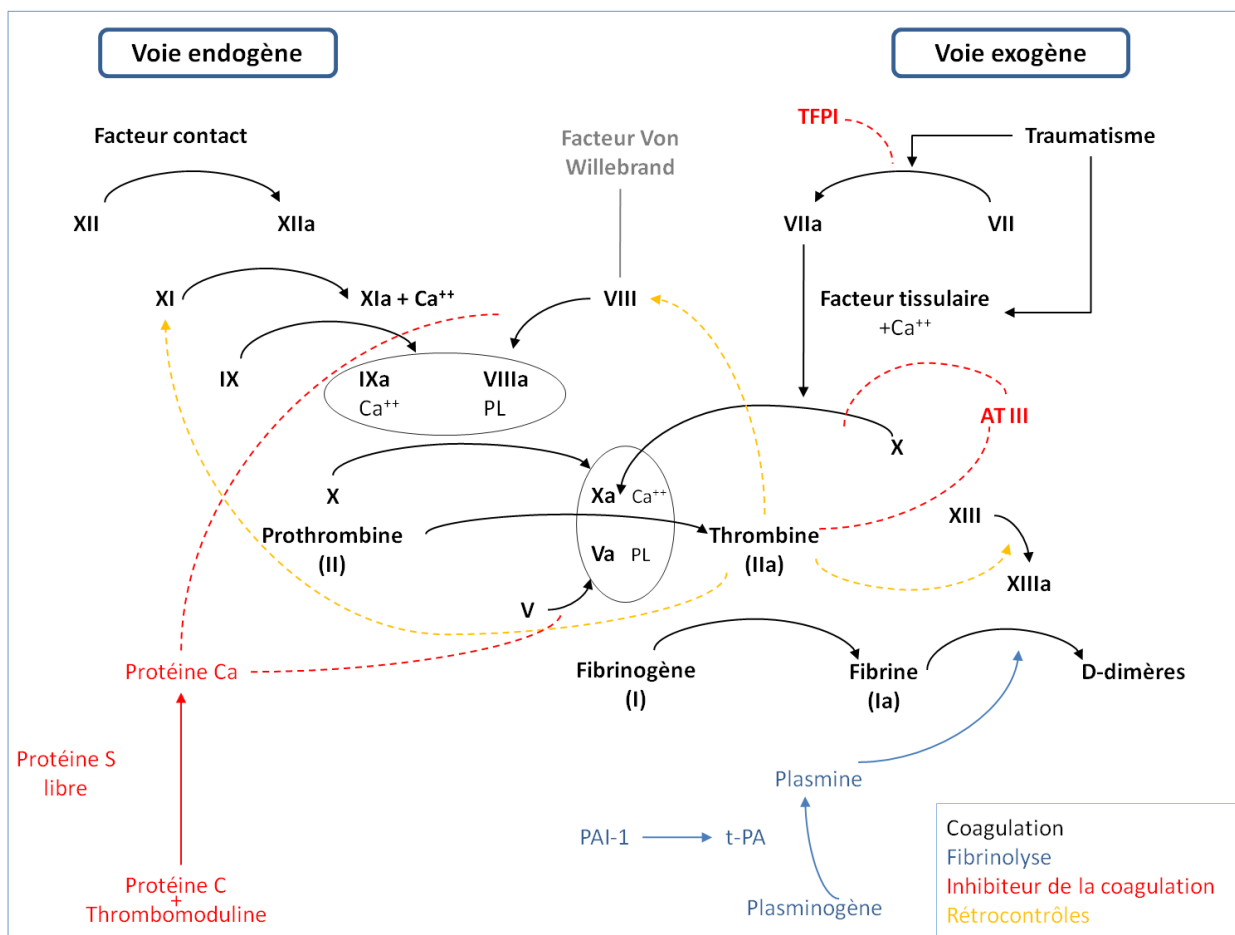 Voie endogène
Voie exogène
TFPI
Facteur contact
Facteur Von
Willebrand
Traumatisme
XII
XIIa
VIIa
VII
XI
XIa + Ca⁺⁺
VIII
Facteur tissulaire
+Ca⁺⁺
IX
IXa
VIIIa
Ca⁺⁺
PL
AT III
X
X
Xa
Ca⁺⁺
Prothrombine
(II)
Thrombine
(IIa)
XIII
Va
PL
XIIIa
V
Protéine Ca
Fibrinogène
(I)
Fibrine
(Ia)
D-dimères
Protéine S
libre
Plasmine
PAI-1
t-PA
Protéine C
+
Thrombomoduline
Plasminogène
Coagulation
Fibrinolyse
Inhibiteur de la coagulation
Rétrocontrôles